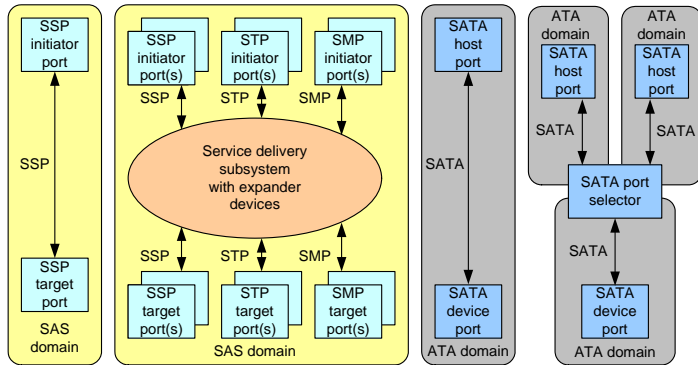 SSP
initiator
port
SSP
SSP
target
port
SAS
domain
SSP
initiator
port(s)
STP
initiator
port(s)
SMP
initiator
port(s)
SSP
STP
SMP
Service delivery
subsystem
with expander
devices
SSP
STP
SMP
SSP
target
port(s)
STP
target
port(s)
SMP
target
port(s)
SAS domain
SATA
host
port
SATA
SATA
device
port
ATA domain
ATA
domain
SATA
host
port
ATA
domain
SATA
host
port
SATA
SATA
SATA port
selector
SATA
SATA
device
port
ATA domain